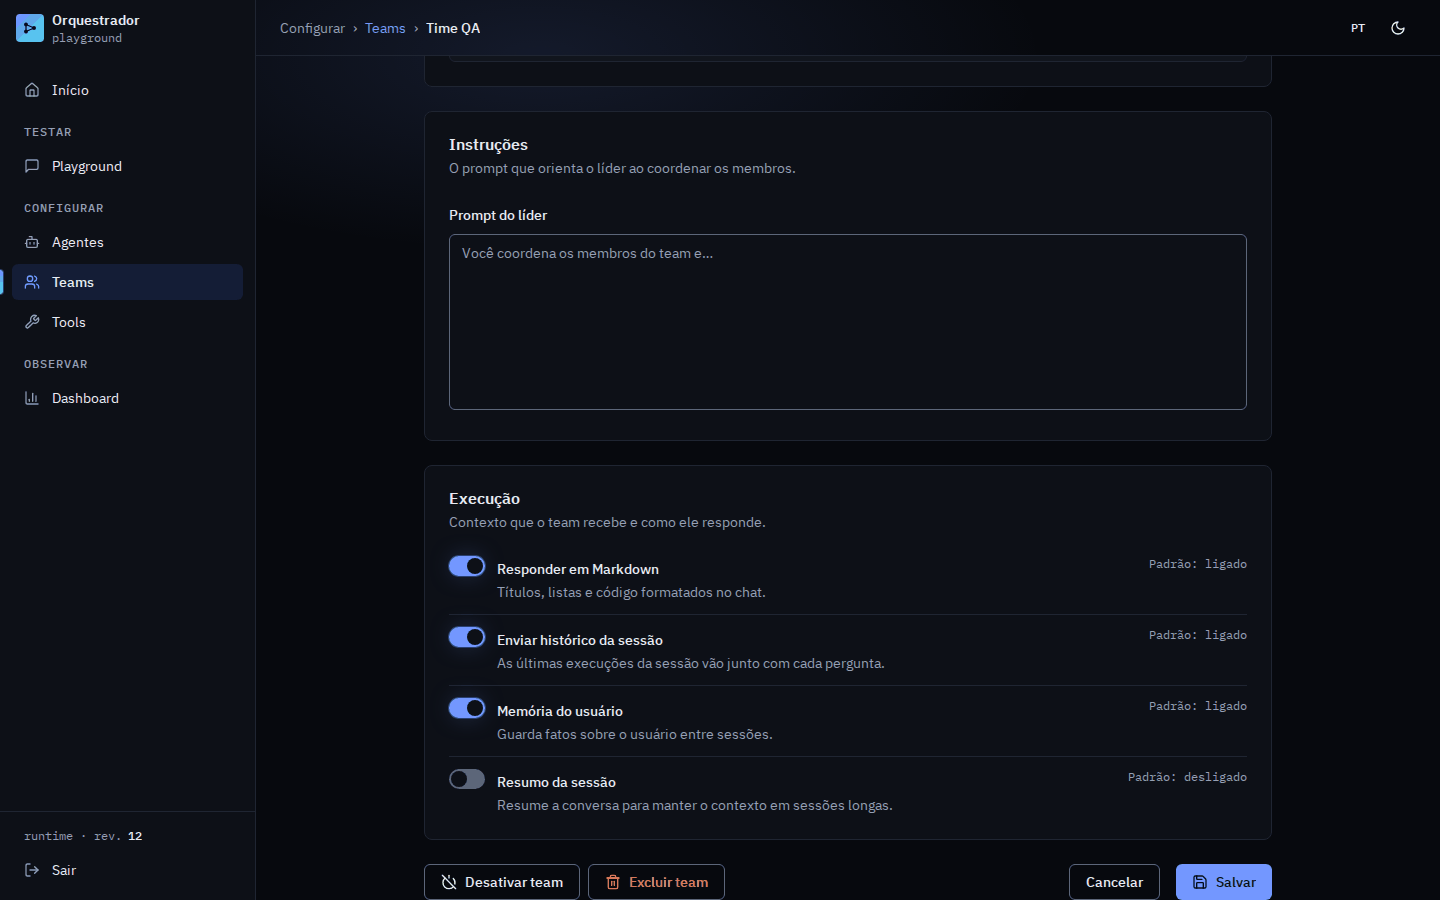 Orquestrador
playground
Início
TESTAR
Playground
CONFIGURAR
Agentes
Teams
Tools
OBSERVAR
Dashboard
runtime · rev. 12
Sair
Configurar › Teams › Time QA
PT
Instruções
O prompt que orienta o líder ao coordenar os membros.
Prompt do líder
Você coordena os membros do team e...
Execução
Contexto que o team recebe e como ele responde.
Responder em Markdown
Padrão: ligado
Títulos, listas e código formatados no chat.
Enviar histórico da sessão
Padrão: ligado
As últimas execuções da sessão vão junto com cada pergunta.
Memória do usuário
Padrão: ligado
Guarda fatos sobre o usuário entre sessões.
Resumo da sessão
Padrão: desligado
Resume a conversa para manter o contexto em sessões longas.
Desativar team
Excluir team
Cancelar
Salvar